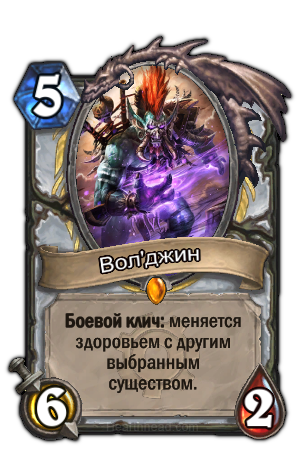 5
Вол'джин
Боевой клич: меняется
здоровьем с другим
выбранным
существом.
6
2